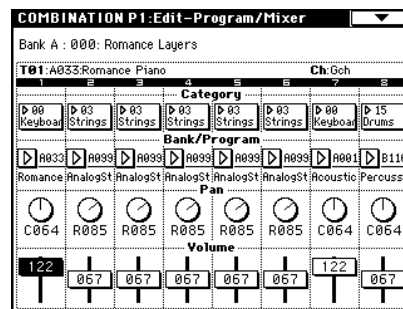 COMBINATION P1:Edit-Program/Mixer
Bank A : 000: Romance Layers
T01:A033:Romance Piano Ch:Gch
1 2 3 4 5 6 7 8
Category
00 03 03 03 03 03 00 15
Keyboar Strings Strings Strings Strings Strings Keyboar Drums
Bank/Program
A033 A099 A099 A099 A099 A099 A001 B110
Romance AnalogSt AnalogSt AnalogSt AnalogSt AnalogSt Acoustic Percuss
Pan
C064 R085 R085 R085 R085 R085 C064 C064
Volume
122 067 067 067 067 067 122 067